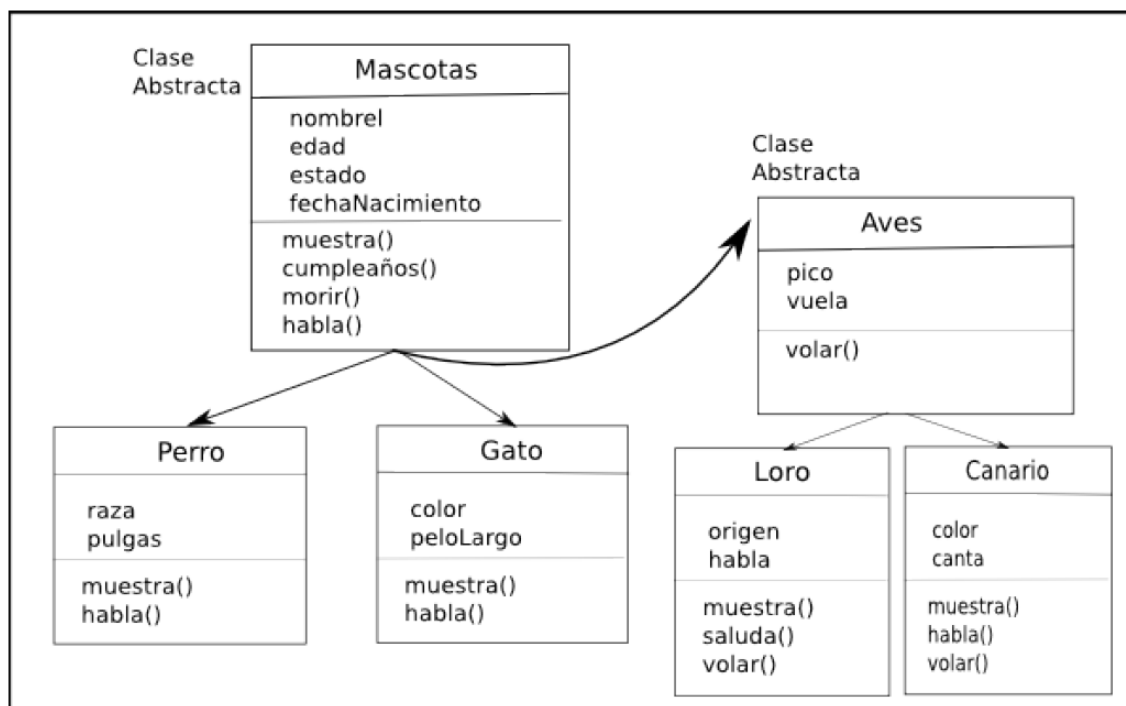 Clase
Abstracta
Mascotas
nombrel
edad
estado
fechaNacimiento
muestra()
cumpleaños()
morir()
habla()
Clase
Abstracta
Aves
pico
vuela
volar()
Perro
raza
pulgas
muestra()
habla()
Gato
color
peloLargo
muestra()
habla()
Loro
origen
habla
muestra()
saluda()
volar()
Canario
color
canta
muestra()
habla()
volar()